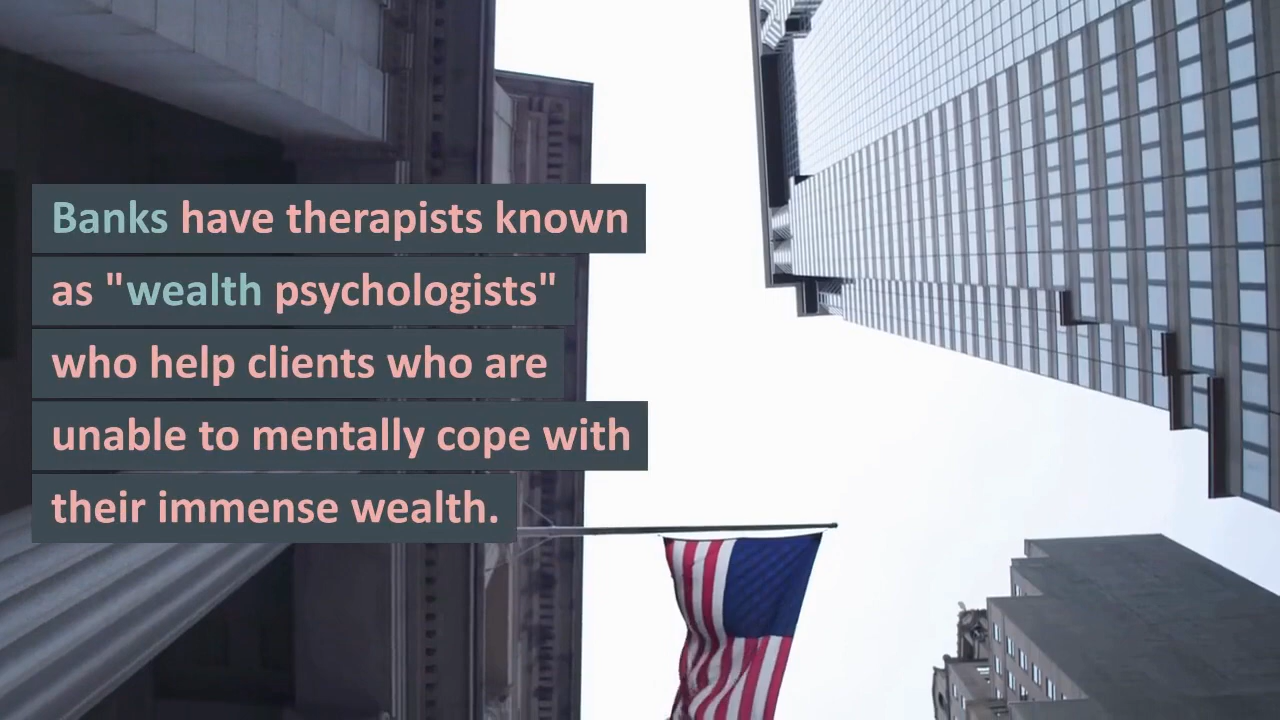 Banks have therapists known
as "wealth psychologists"
who help clients who are
unable to mentally cope with
their immense wealth.